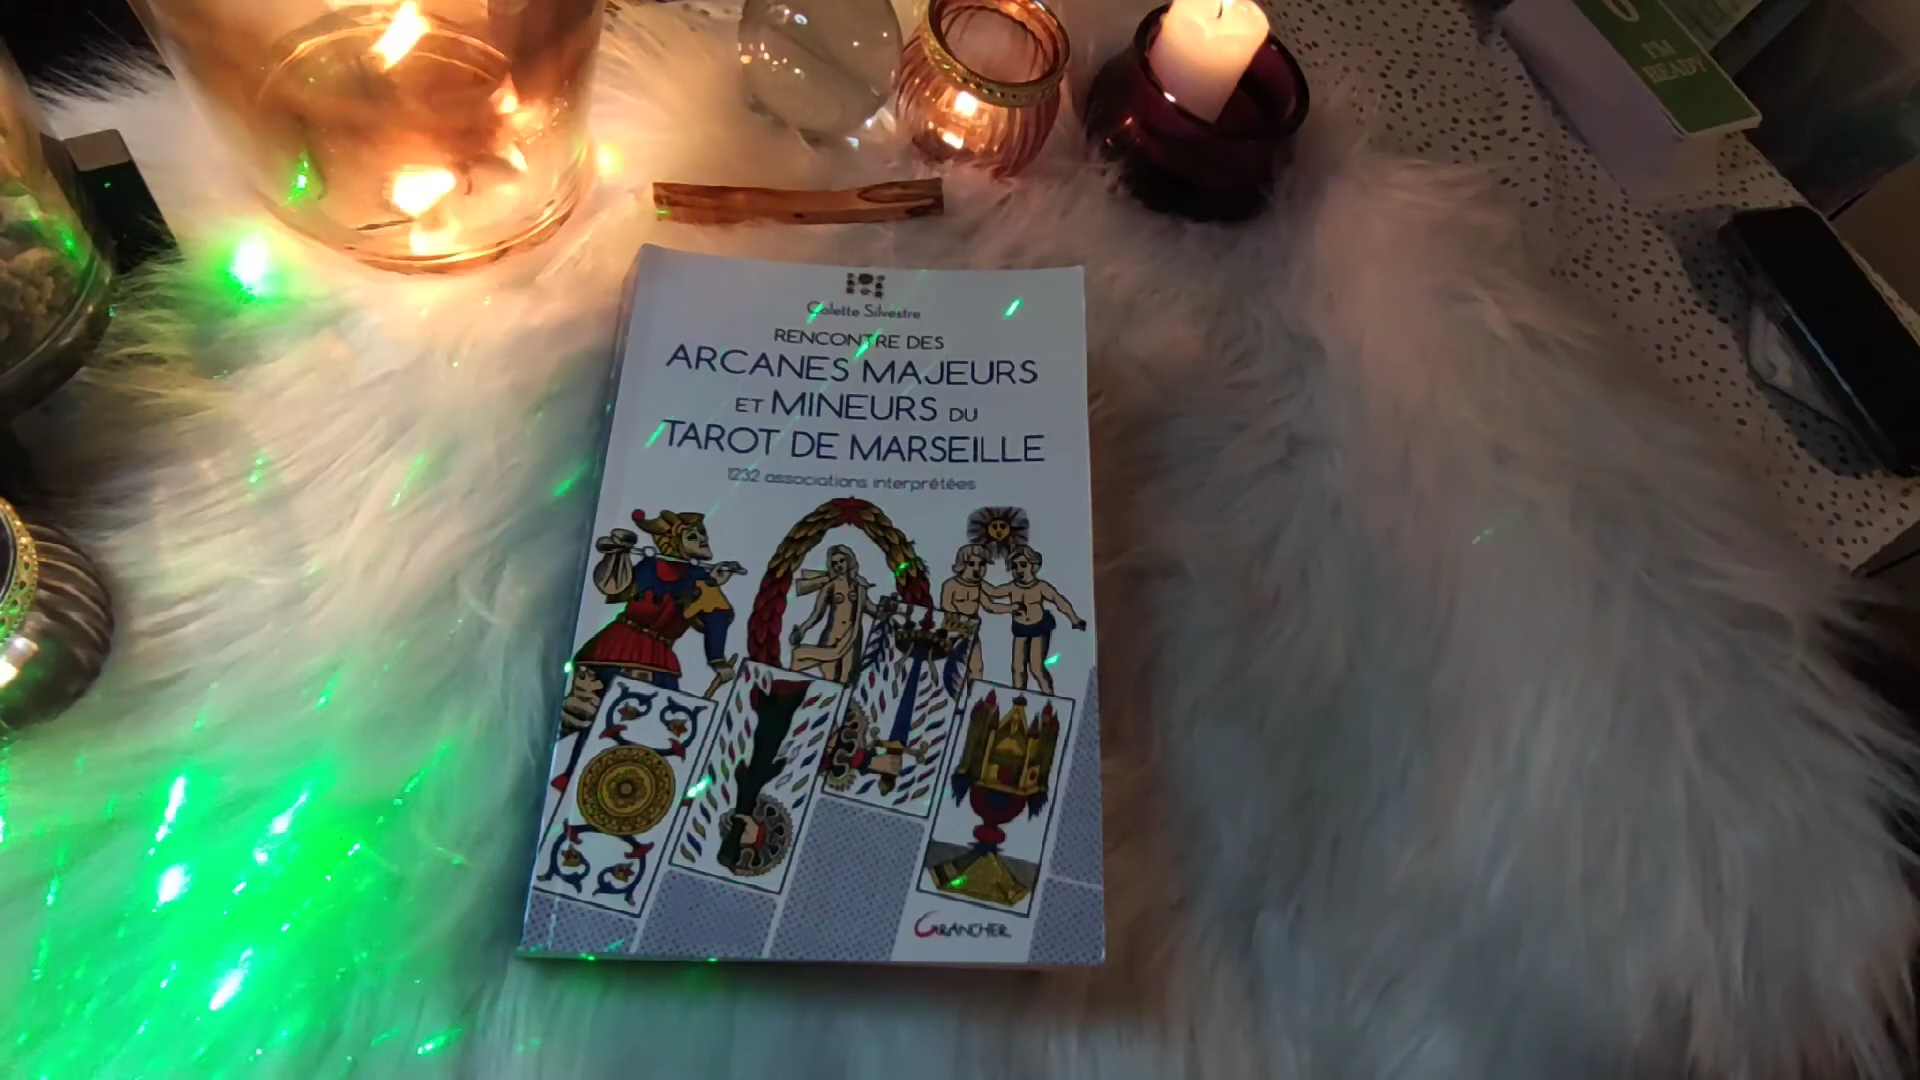 I'M
READY
Colette Silvestre
RENCONTRE DES
ARCANES MAJEURS
ET MINEURS DU
TAROT DE MARSEILLE
1232 associations interprétées
GRANCHER